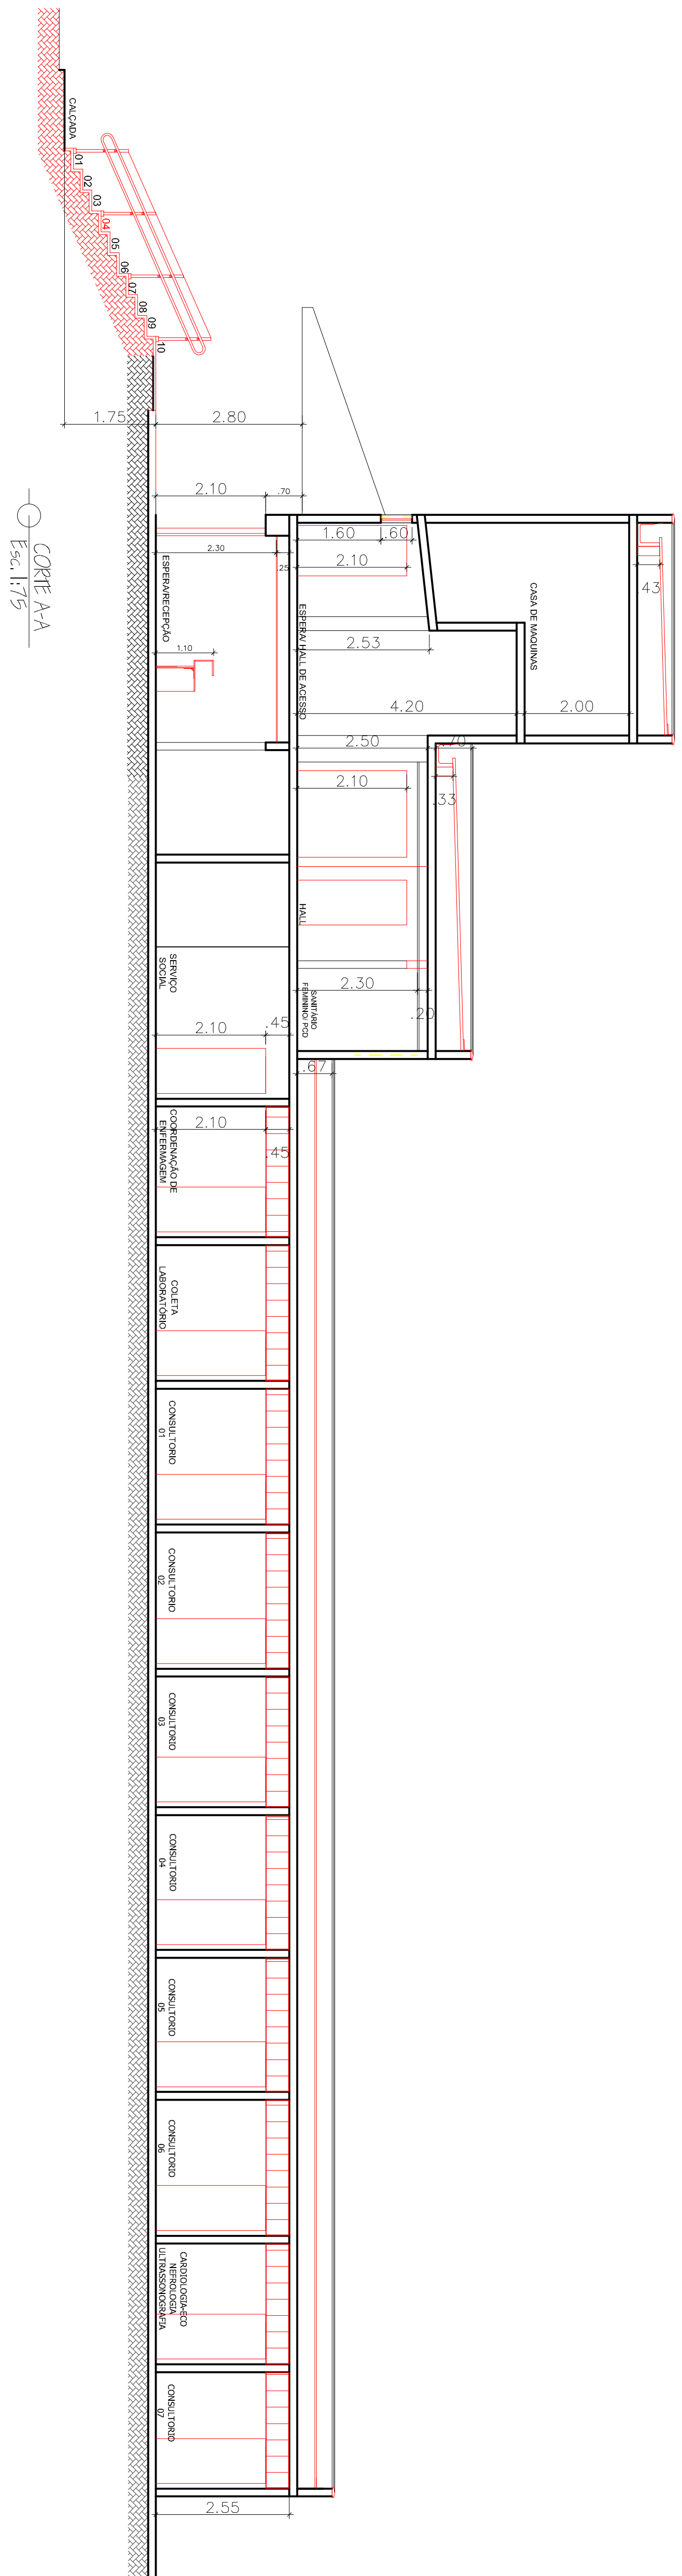 CALÇADA
01
02
03
04
05
06
07
08
09
10
1.75
2.80
2.10
.70
2.30
.25
ESPERA/RECEPÇÃO
1.10
1.60
.60
2.10
ESPERA/ HALL DE ACESSO
2.53
4.20
2.00
CASA DE MAQUINAS
43
2.50
.70
.33
2.10
HALL
2.30
.20
SANITÁRIO
FEMININO/ PCD
.67
SERVIÇO
SOCIAL
2.10
.45
COORDENAÇÃO DE
ENFERMAGEM
2.10
.45
COLETA
LABORATÓRIO
CONSULTORIO
01
CONSULTORIO
02
CONSULTORIO
03
CONSULTORIO
04
CONSULTORIO
05
CONSULTORIO
06
CARDIOLOGIA-ECO
NEFROLOGIA
ULTRASSONOGRAFIA
CONSULTORIO
07
2.55
CORTE A-A
Esc. 1:75